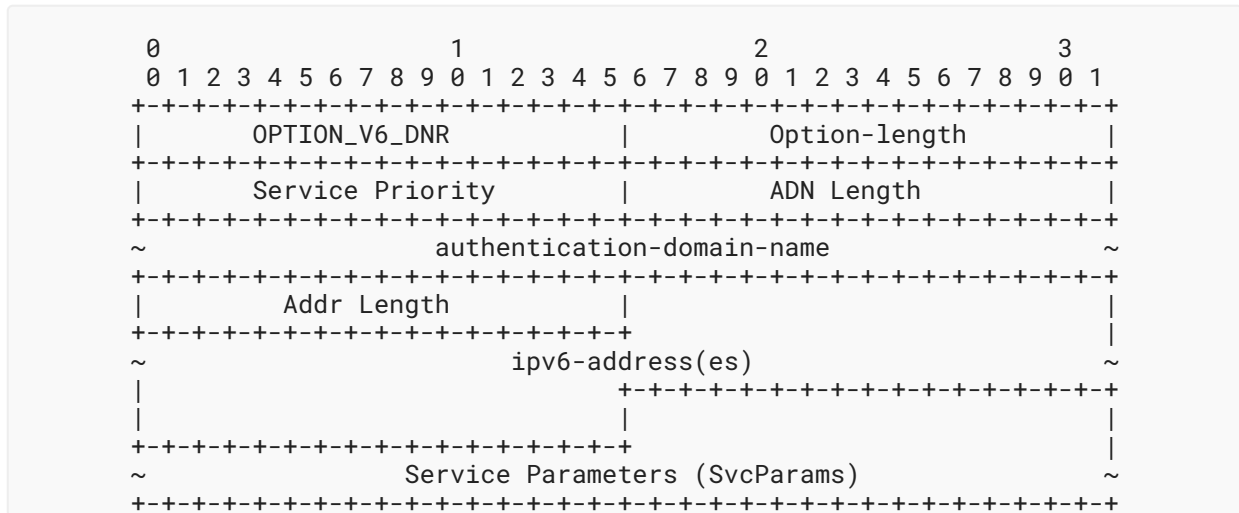 0                   1                   2                   3
 0 1 2 3 4 5 6 7 8 9 0 1 2 3 4 5 6 7 8 9 0 1 2 3 4 5 6 7 8 9 0 1
+-+-+-+-+-+-+-+-+-+-+-+-+-+-+-+-+-+-+-+-+-+-+-+-+-+-+-+-+-+-+-+-+
|       OPTION_V6_DNR           |         Option-length         |
+-+-+-+-+-+-+-+-+-+-+-+-+-+-+-+-+-+-+-+-+-+-+-+-+-+-+-+-+-+-+-+-+
|       Service Priority        |         ADN Length            |
+-+-+-+-+-+-+-+-+-+-+-+-+-+-+-+-+-+-+-+-+-+-+-+-+-+-+-+-+-+-+-+-+
~                   authentication-domain-name                  ~
+-+-+-+-+-+-+-+-+-+-+-+-+-+-+-+-+-+-+-+-+-+-+-+-+-+-+-+-+-+-+-+-+
|         Addr Length           |                               |
+-+-+-+-+-+-+-+-+-+-+-+-+-+-+-+-+                               |
~                        ipv6-address(es)                       ~
|                               +-+-+-+-+-+-+-+-+-+-+-+-+-+-+-+-+
|                               |                               |
+-+-+-+-+-+-+-+-+-+-+-+-+-+-+-+-+                               |
~                 Service Parameters (SvcParams)                ~
+-+-+-+-+-+-+-+-+-+-+-+-+-+-+-+-+-+-+-+-+-+-+-+-+-+-+-+-+-+-+-+-+